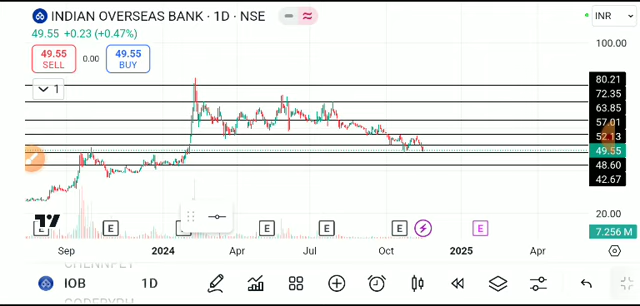 INDIAN OVERSEAS BANK · 1D · NSE
INR
49.55 +0.23 (+0.47%)
49.55 0.00 49.55
SELL BUY
1
100.00
80.21
72.35
63.85
57.01
52.13
49.55
48.60
42.67
20.00
7.256 M
E E E E E E
Sep 2024 Apr Jul Oct 2025 Apr
IOB 1D